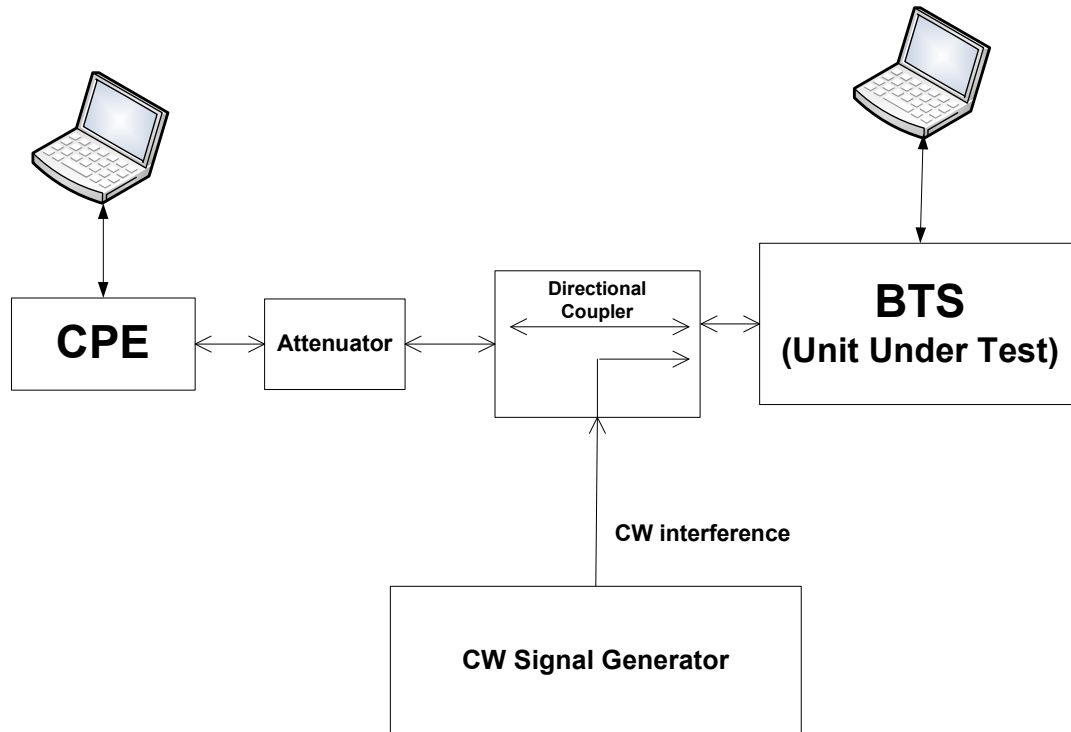 Directional
Coupler
BTS
(Unit Under Test)
CPE
Attenuator
CW interference
CW Signal Generator